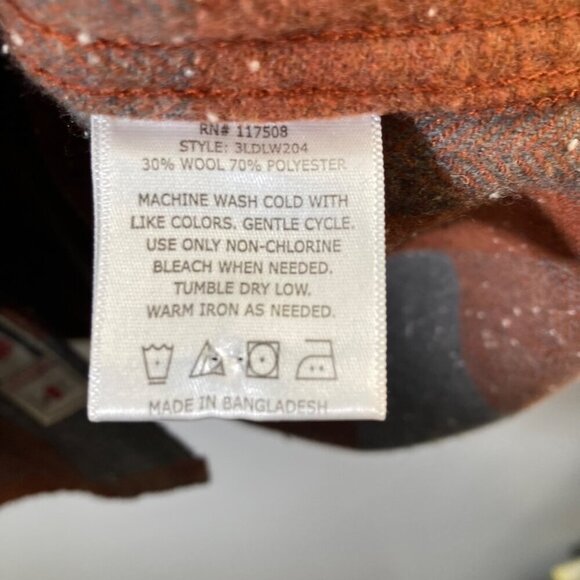 RN# 117508
STYLE: 3LDLW204
30% WOOL 70% POLYESTER
MACHINE WASH COLD WITH
LIKE COLORS. GENTLE CYCLE.
USE ONLY NON-CHLORINE
BLEACH WHEN NEEDED.
TUMBLE DRY LOW.
WARM IRON AS NEEDED.
MADE IN BANGLADESH